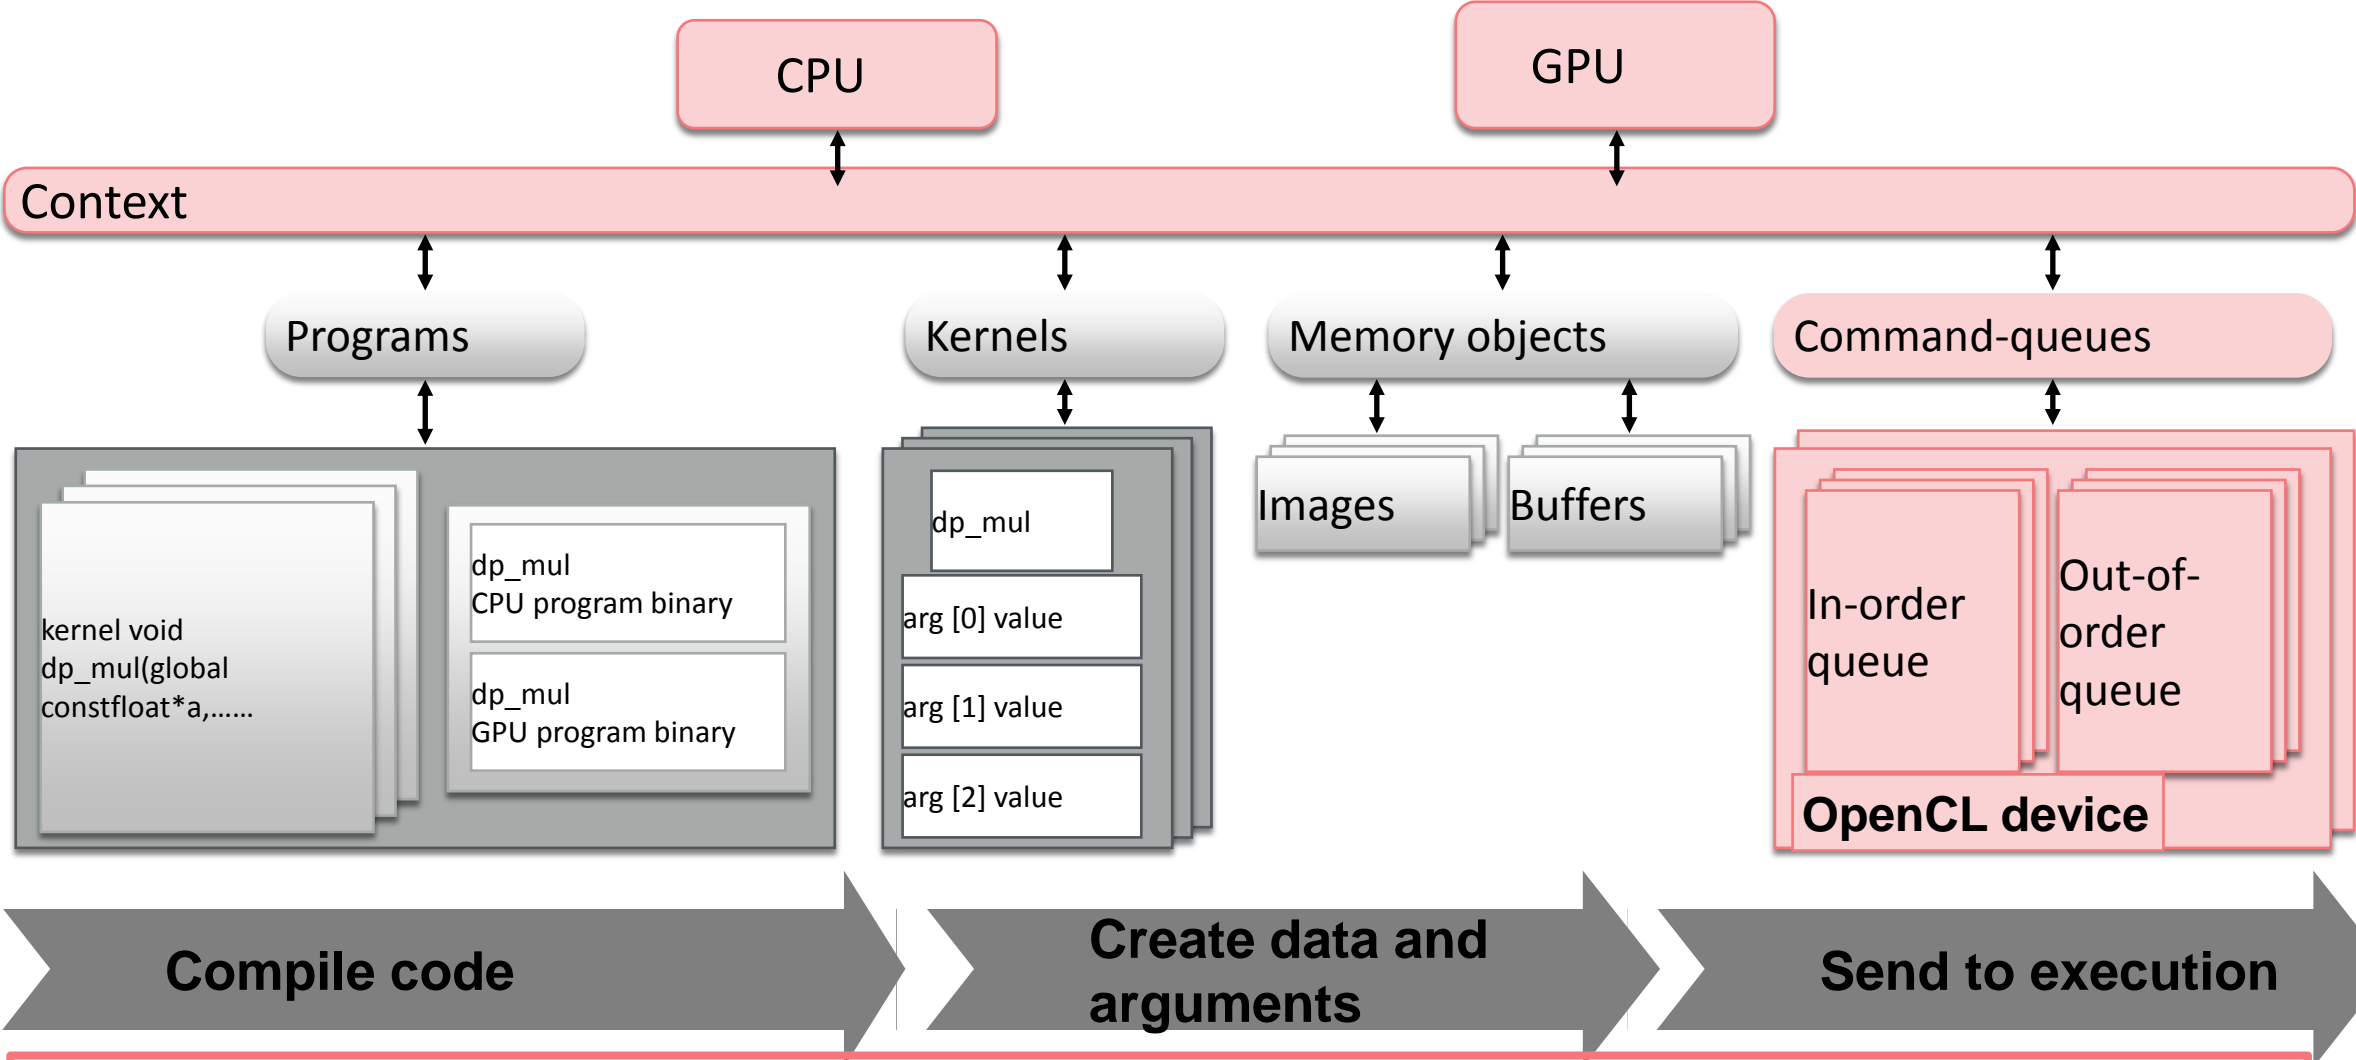 CPU
GPU
Context
Programs
Kernels
Memory objects
Command-queues
kernel void
dp_mul(global
constfloat*a,......
dp_mul
CPU program binary
dp_mul
GPU program binary
dp_mul
arg [0] value
arg [1] value
arg [2] value
Images
Buffers
In-order
queue
Out-of-
order
queue
OpenCL device
Compile code
Create data and
arguments
Send to execution